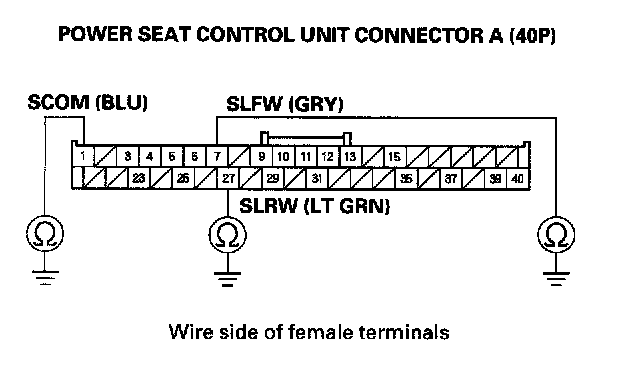 POWER SEAT CONTROL UNIT CONNECTOR A (40P)
SCOM (BLU)
SLFW (GRY)
1 3 4 5 6 7 9 10 11 12 13 15
23 25 27 29 31 35 37 39 40
SLRW (LT GRN)
Ω Ω Ω
Wire side of female terminals